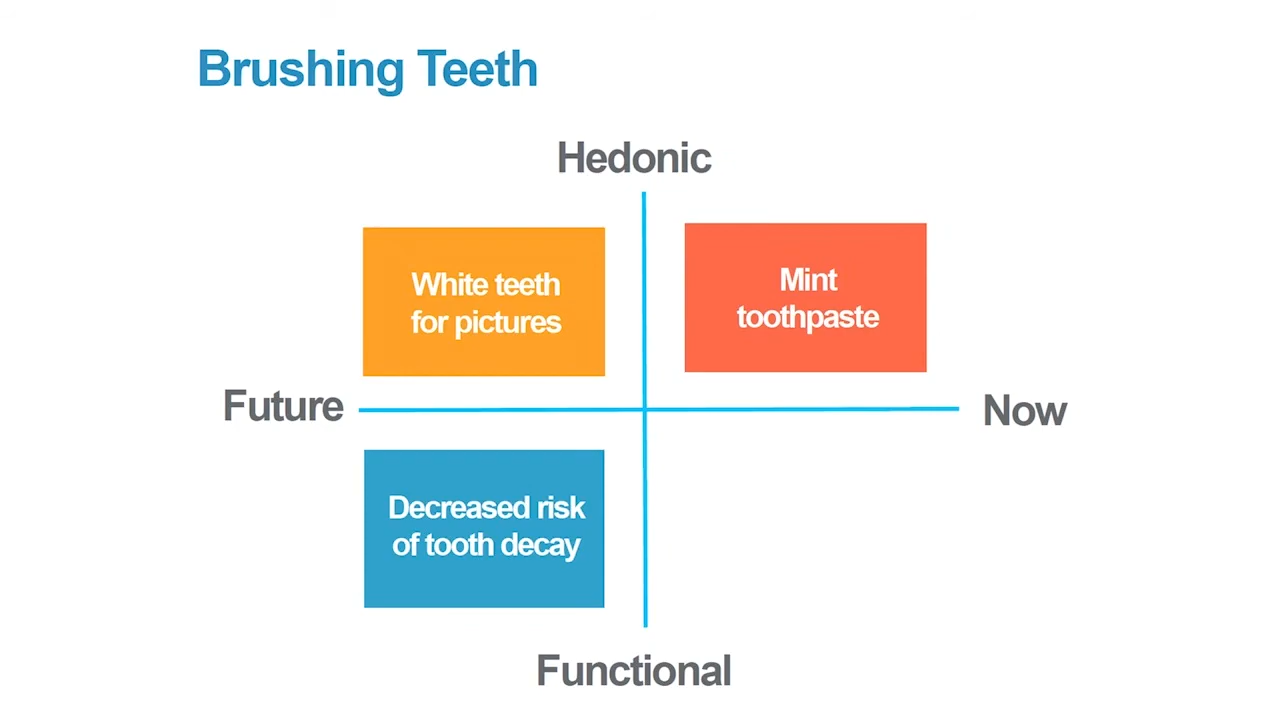 Brushing Teeth
Hedonic
White teeth
for pictures
Mint
toothpaste
Future
Now
Decreased risk
of tooth decay
Functional